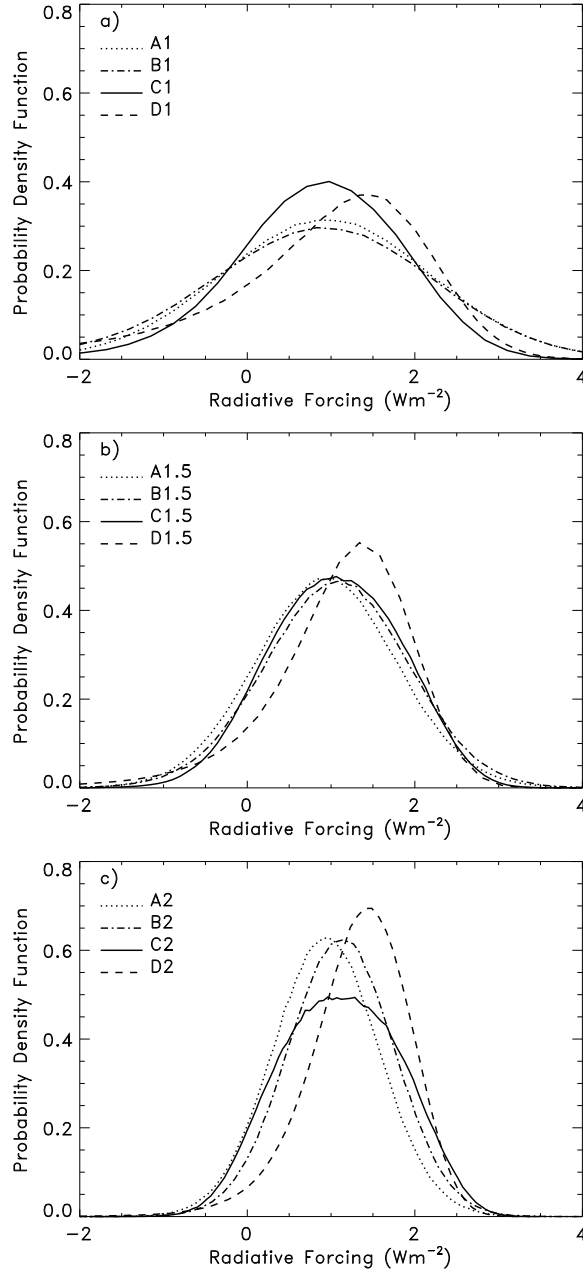 a)
A1
B1
C1
D1
0.8
0.6
0.4
0.2
0.0
Probability Density Function
-2 0 2 4
Radiative Forcing (Wm⁻²)
b)
A1.5
B1.5
C1.5
D1.5
0.8
0.6
0.4
0.2
0.0
Probability Density Function
-2 0 2 4
Radiative Forcing (Wm⁻²)
c)
A2
B2
C2
D2
0.8
0.6
0.4
0.2
0.0
Probability Density Function
-2 0 2 4
Radiative Forcing (Wm⁻²)